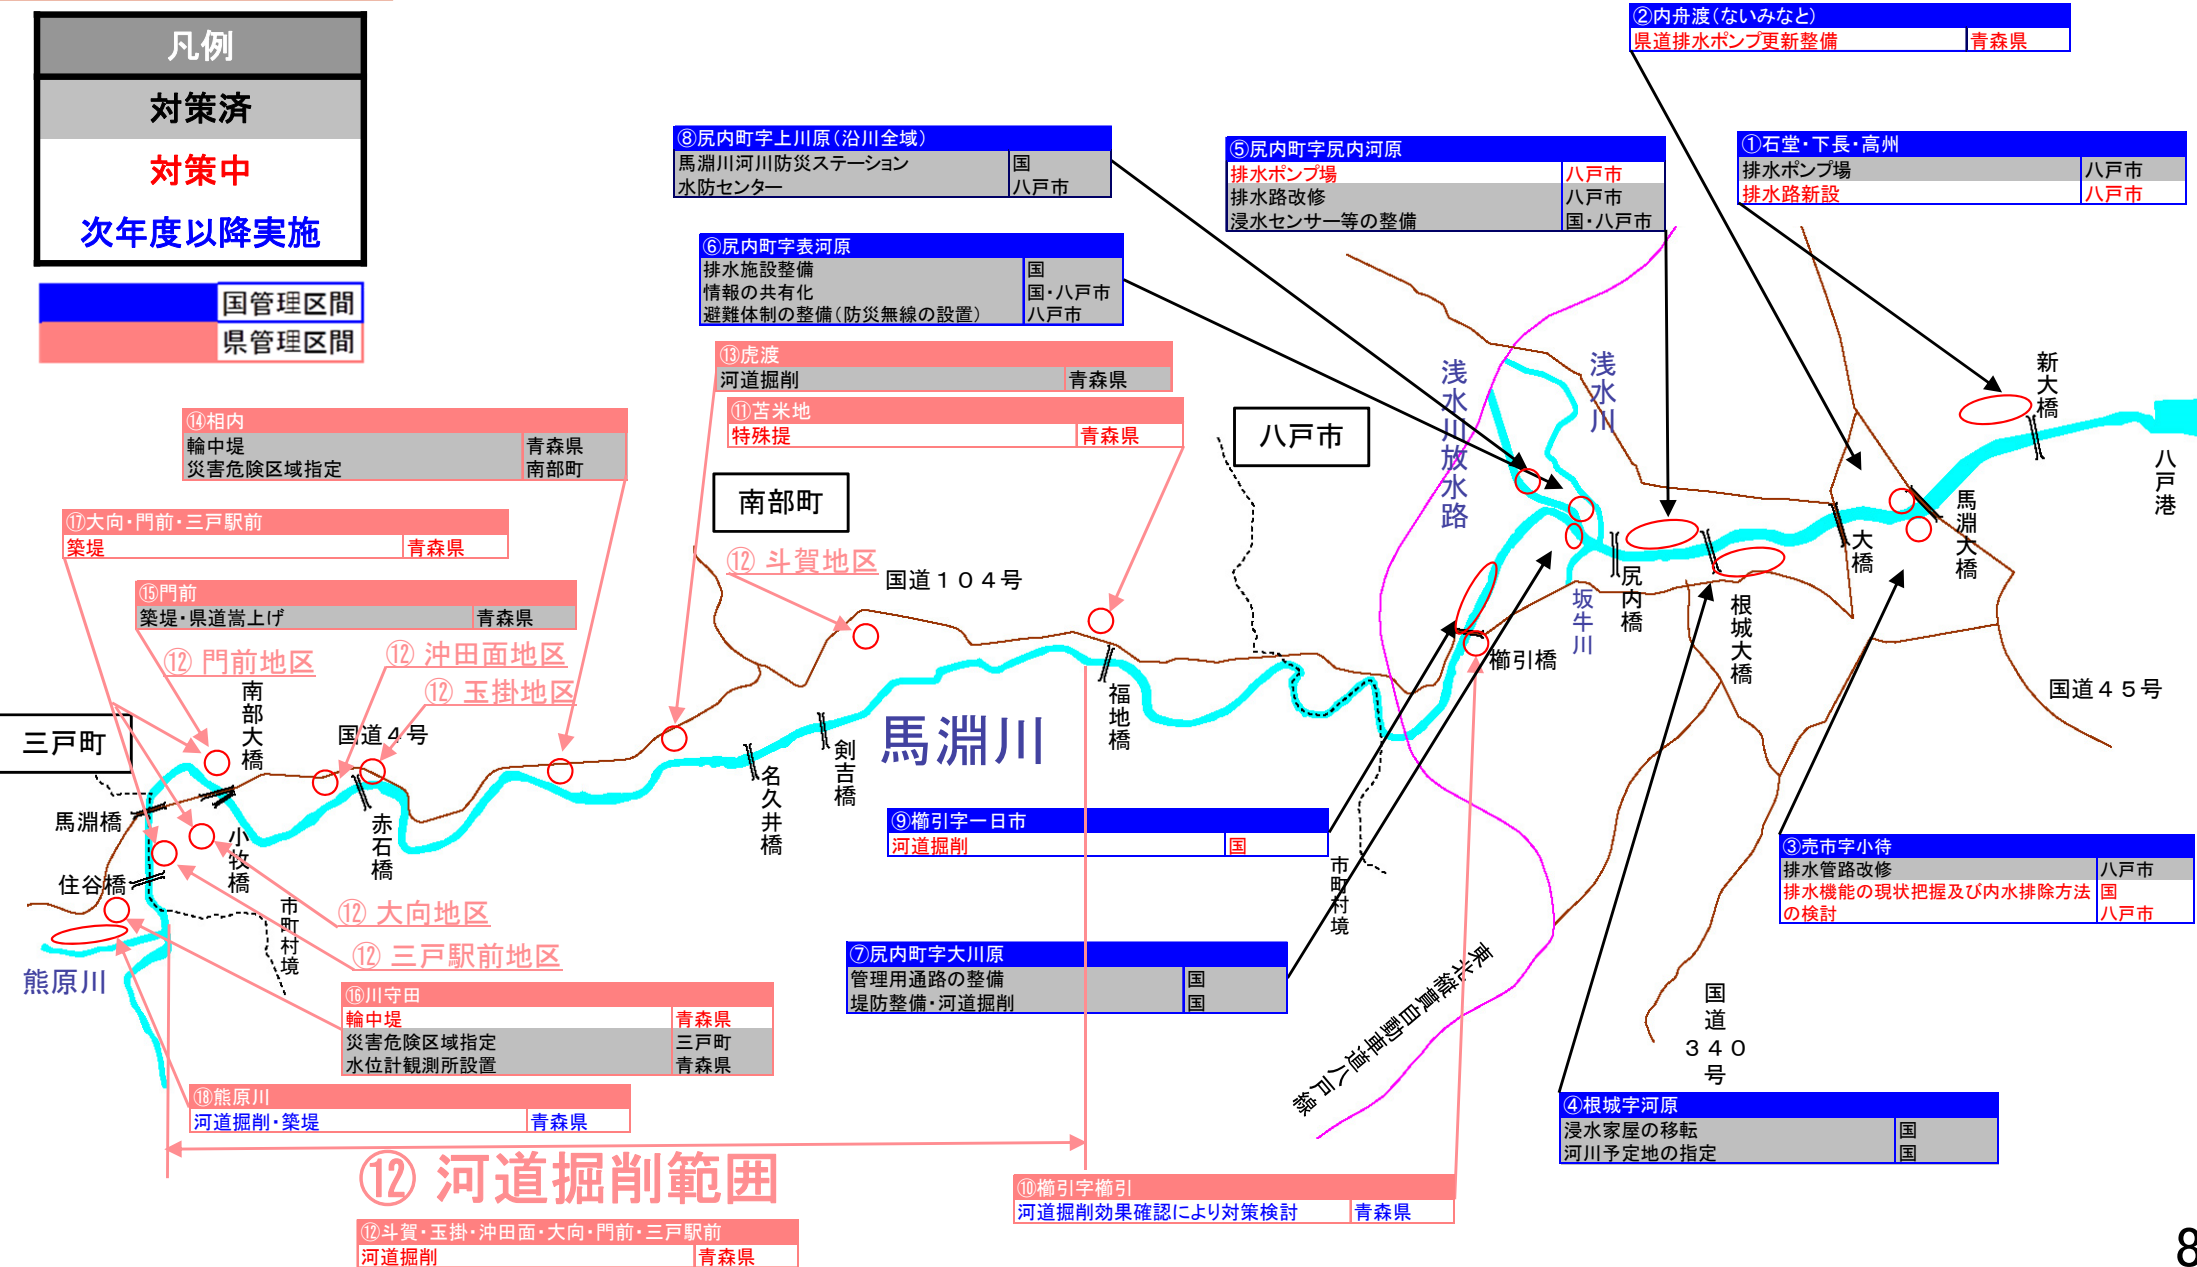 凡例
対策済
対策中
次年度以降実施
国管理区間
県管理区間
②内舟渡(ないみなと)
県道排水ポンプ更新整備 青森県
⑧尻内町字上川原(沿川全域)
馬淵川河川防災ステーション 国
水防センター 八戸市
⑤尻内町字尻内河原
排水ポンプ場 八戸市
排水路改修 八戸市
浸水センサー等の整備 国・八戸市
①石堂・下長・高州
排水ポンプ場 八戸市
排水路新設 八戸市
⑥尻内町字表河原
排水施設整備 国
情報の共有化 国・八戸市
避難体制の整備(防災無線の設置) 八戸市
⑬虎渡
河道掘削 青森県
⑪苫米地
特殊提 青森県
⑭相内
輪中堤 青森県
災害危険区域指定 南部町
八戸市
浅水川放水路
浅水川
新大橋
八戸港
南部町
⑰大向・門前・三戸駅前
築堤 青森県
⑫ 斗賀地区
国道104号
馬淵大橋
大橋
⑮門前
築堤・県道嵩上げ 青森県
尻内橋
坂牛川
根城大橋
⑫ 門前地区
⑫ 沖田面地区
⑫ 玉掛地区
櫛引橋
国道45号
南部大橋
国道4号
福地橋
三戸町
馬淵川
剣吉橋
名久井橋
馬淵橋
小牧橋
赤石橋
⑨櫛引字一日市
河道掘削 国
③売市字小待
排水管路改修 八戸市
排水機能の現状把握及び内水排除方法 国
の検討 八戸市
住谷橋
市町村境
市町村境
⑫ 大向地区
⑫ 三戸駅前地区
⑦尻内町字大川原
管理用通路の整備 国
堤防整備・河道掘削 国
東北縦貫自動車道八戸線
熊原川
⑯川守田
輪中堤 青森県
災害危険区域指定 三戸町
水位計観測所設置 青森県
国道340号
⑱熊原川
河道掘削・築堤 青森県
④根城字河原
浸水家屋の移転 国
河川予定地の指定 国
⑫ 河道掘削範囲
⑩櫛引字櫛引
河道掘削効果確認により対策検討 青森県
⑫斗賀・玉掛・沖田面・大向・門前・三戸駅前
河道掘削 青森県
8